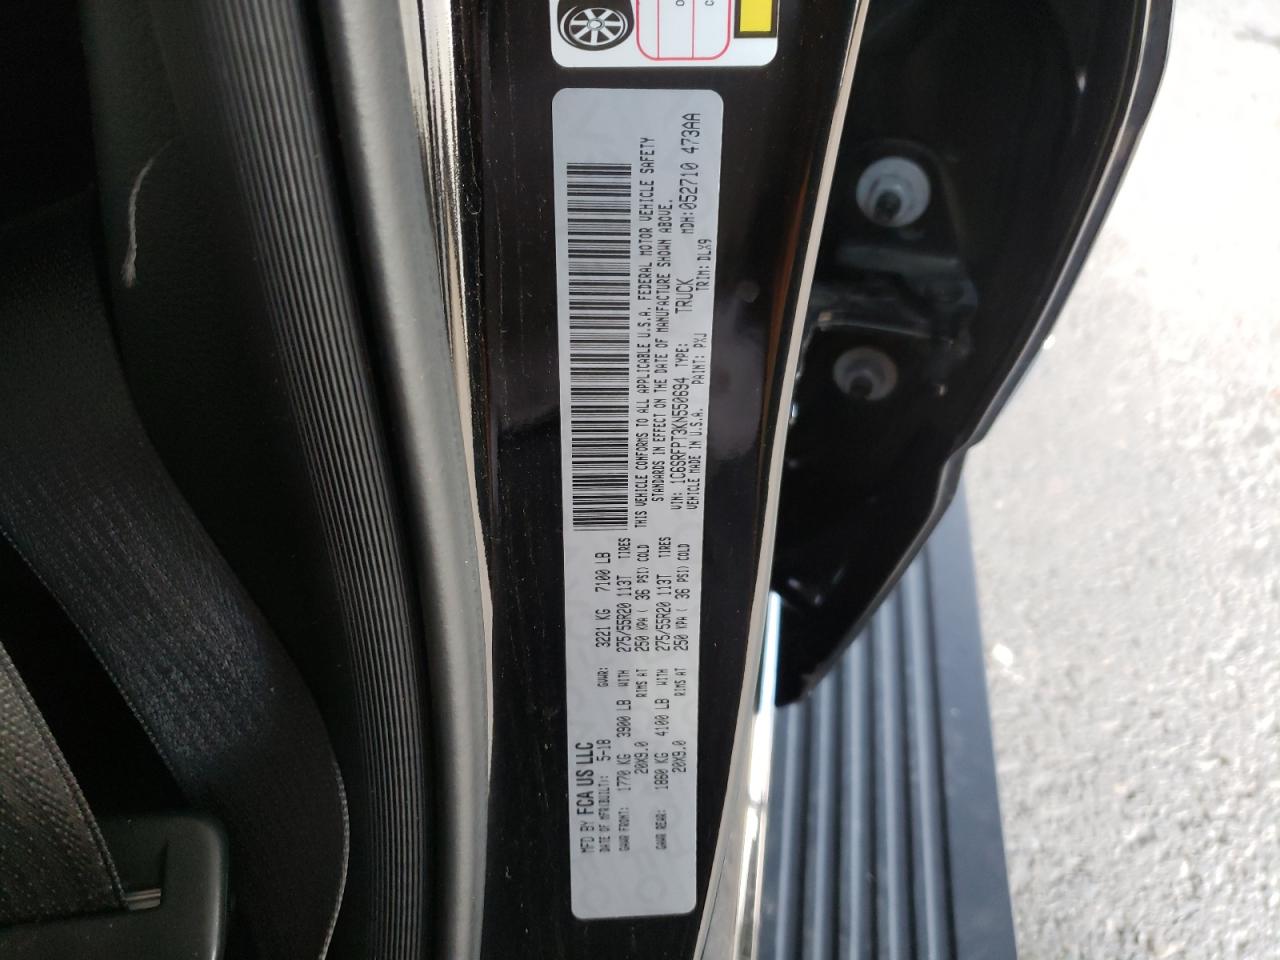 MFD BY FCA US LLC
DATE OF MFR(BUILT): 5-18 GVWR: 3221 KG 7100 LB
GAWR FRONT: 1770 KG 3900 LB WITH 275/55R20 113T TIRES
20X9.0 RIMS AT 250 KPA ( 36 PSI) COLD
GAWR REAR: 1860 KG 4100 LB WITH 275/55R20 113T TIRES
20X9.0 RIMS AT 250 KPA ( 36 PSI) COLD
THIS VEHICLE CONFORMS TO ALL APPLICABLE U.S.A. FEDERAL MOTOR VEHICLE SAFETY
STANDARDS IN EFFECT ON THE DATE OF MANUFACTURE SHOWN ABOVE.
VIN: 1C6SRFPT3KN550694 TYPE: TRUCK MDH: 052710 473AA
VEHICLE MADE IN U.S.A. PAINT: PXJ TRIM: DLX9